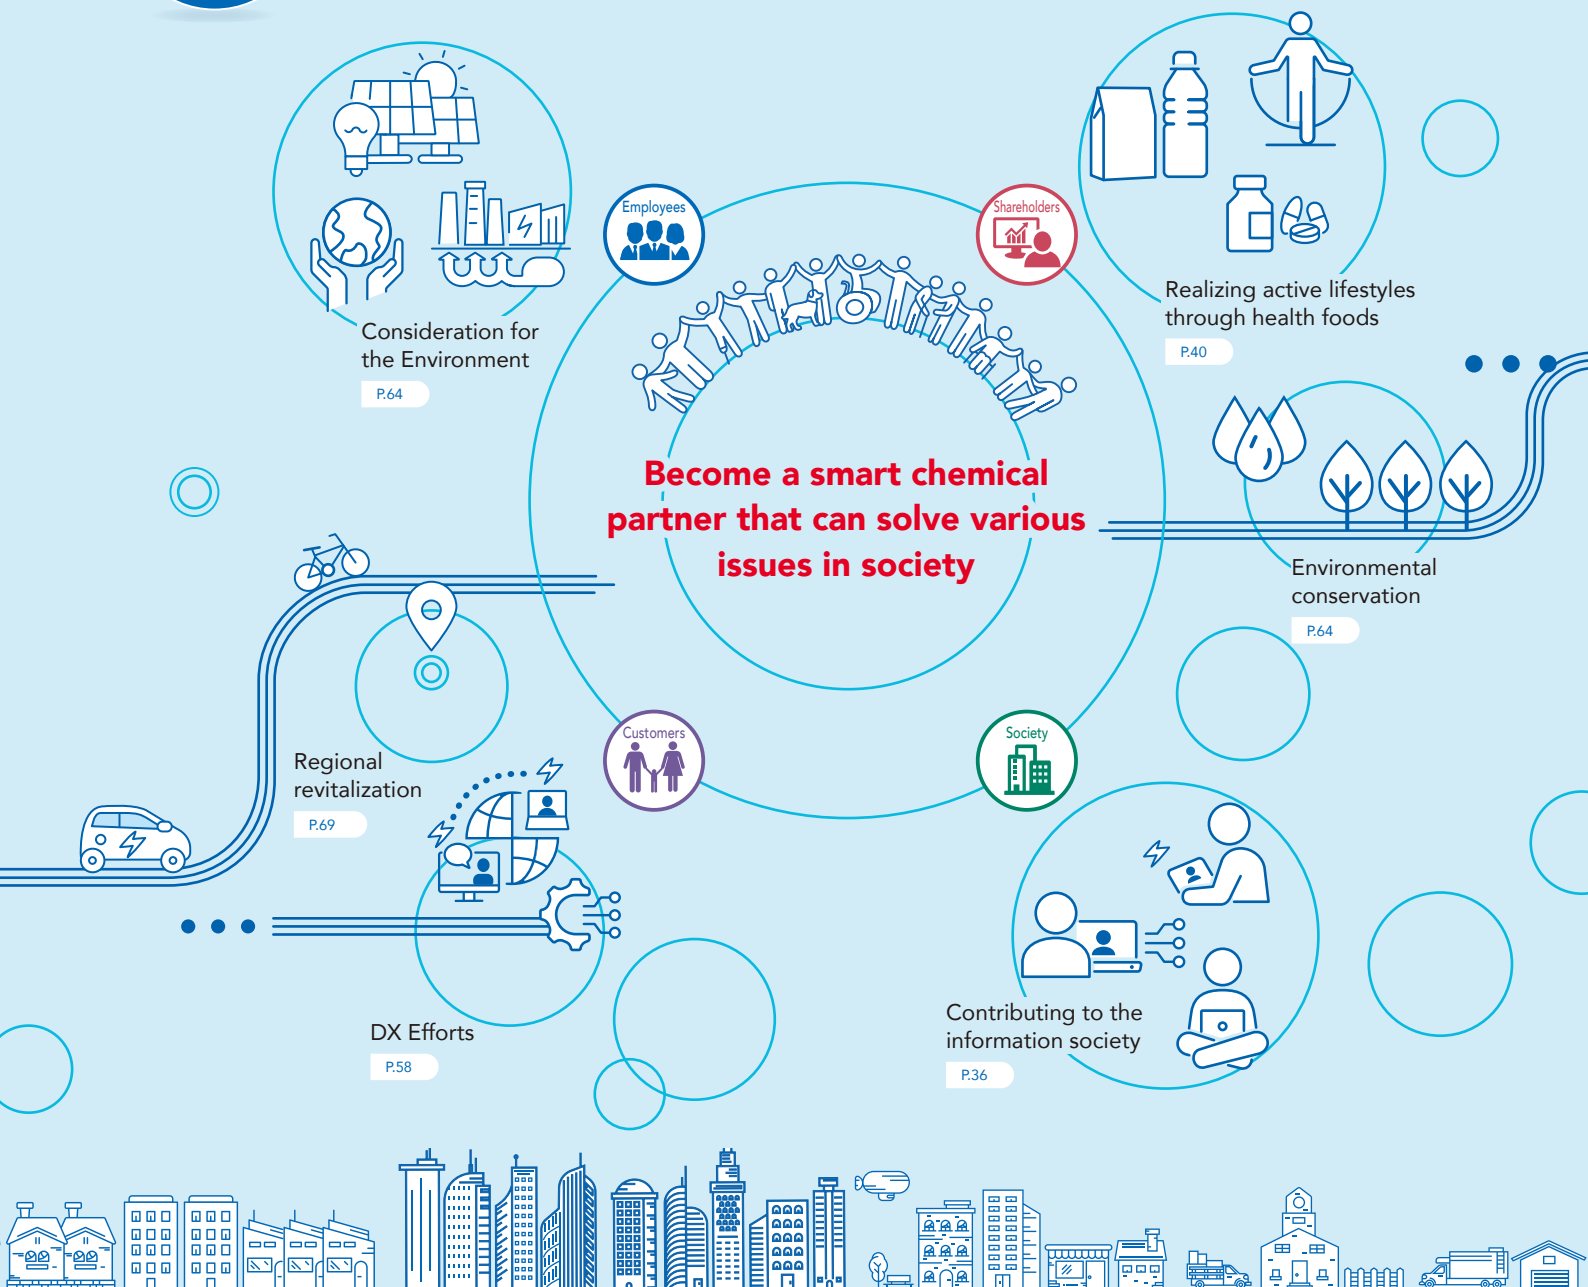 Employees
Shareholders
Realizing active lifestyles
through health foods
P.40
Consideration for
the Environment
P.64
Become a smart chemical
partner that can solve various
issues in society
Environmental
conservation
P.64
Customers
Society
Regional
revitalization
P.69
DX Efforts
P.58
Contributing to the
information society
P.36